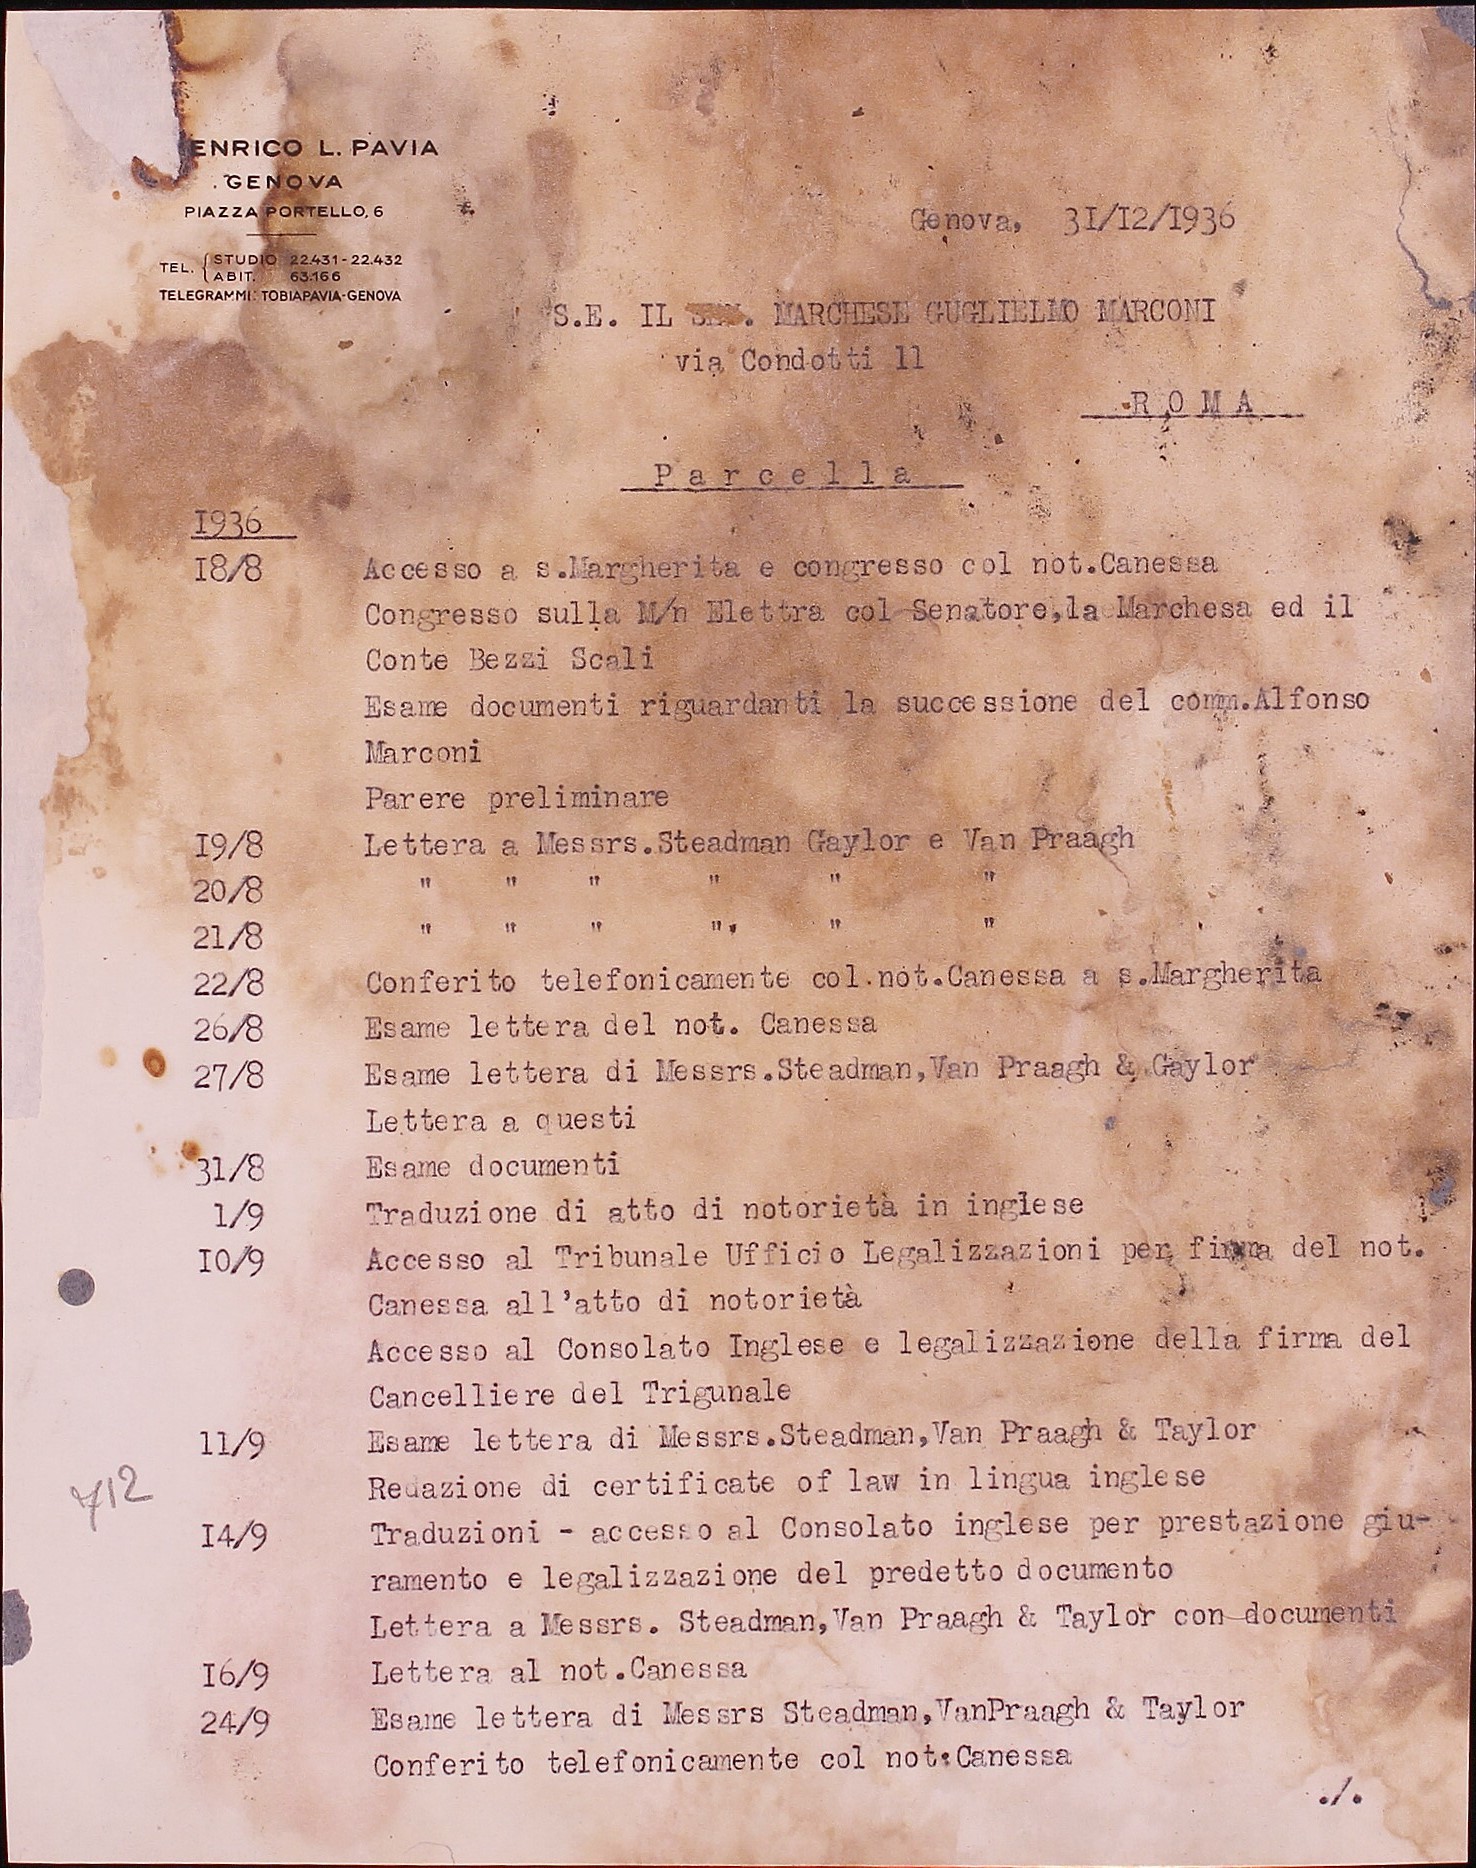 ENRICO L. PAVIA
GENOVA
PIAZZA PORTELLO, 6
TEL. { STUDIO 22.431 - 22.432
ABIT. 63.166
TELEGRAMMI: TOBIAPAVIA-GENOVA
Genova, 31/12/1936
S.E. IL SEN. MARCHESE GUGLIELMO MARCONI
via Condotti 11
R O M A
P a r c e l l a
1936
18/8 Accesso a s.Margherita e congresso col not.Canessa
Congresso sulla M/n Elettra col Senatore,la Marchesa ed il
Conte Bezzi Scali
Esame documenti riguardanti la successione del comm.Alfonso
Marconi
Parere preliminare
19/8 Lettera a Messrs.Steadman Gaylor e Van Praagh
20/8 " " " " " "
21/8 " " " " " "
22/8 Conferito telefonicamente col not.Canessa a s.Margherita
26/8 Esame lettera del not. Canessa
27/8 Esame lettera di Messrs.Steadman,Van Praagh & Gaylor
Lettera a questi
31/8 Esame documenti
1/9 Traduzione di atto di notorietà in inglese
10/9 Accesso al Tribunale Ufficio Legalizzazioni per firma del not.
Canessa all'atto di notorietà
Accesso al Consolato Inglese e legalizzazione della firma del
Cancelliere del Trigunale
11/9 Esame lettera di Messrs.Steadman,Van Praagh & Taylor
Redazione di certificate of law in lingua inglese
712
14/9 Traduzioni - accesso al Consolato inglese per prestazione giu-
ramento e legalizzazione del predetto documento
Lettera a Messrs. Steadman,Van Praagh & Taylor con documenti
16/9 Lettera al not.Canessa
24/9 Esame lettera di Messrs Steadman,VanPraagh & Taylor
Conferito telefonicamente col not.Canessa
./.